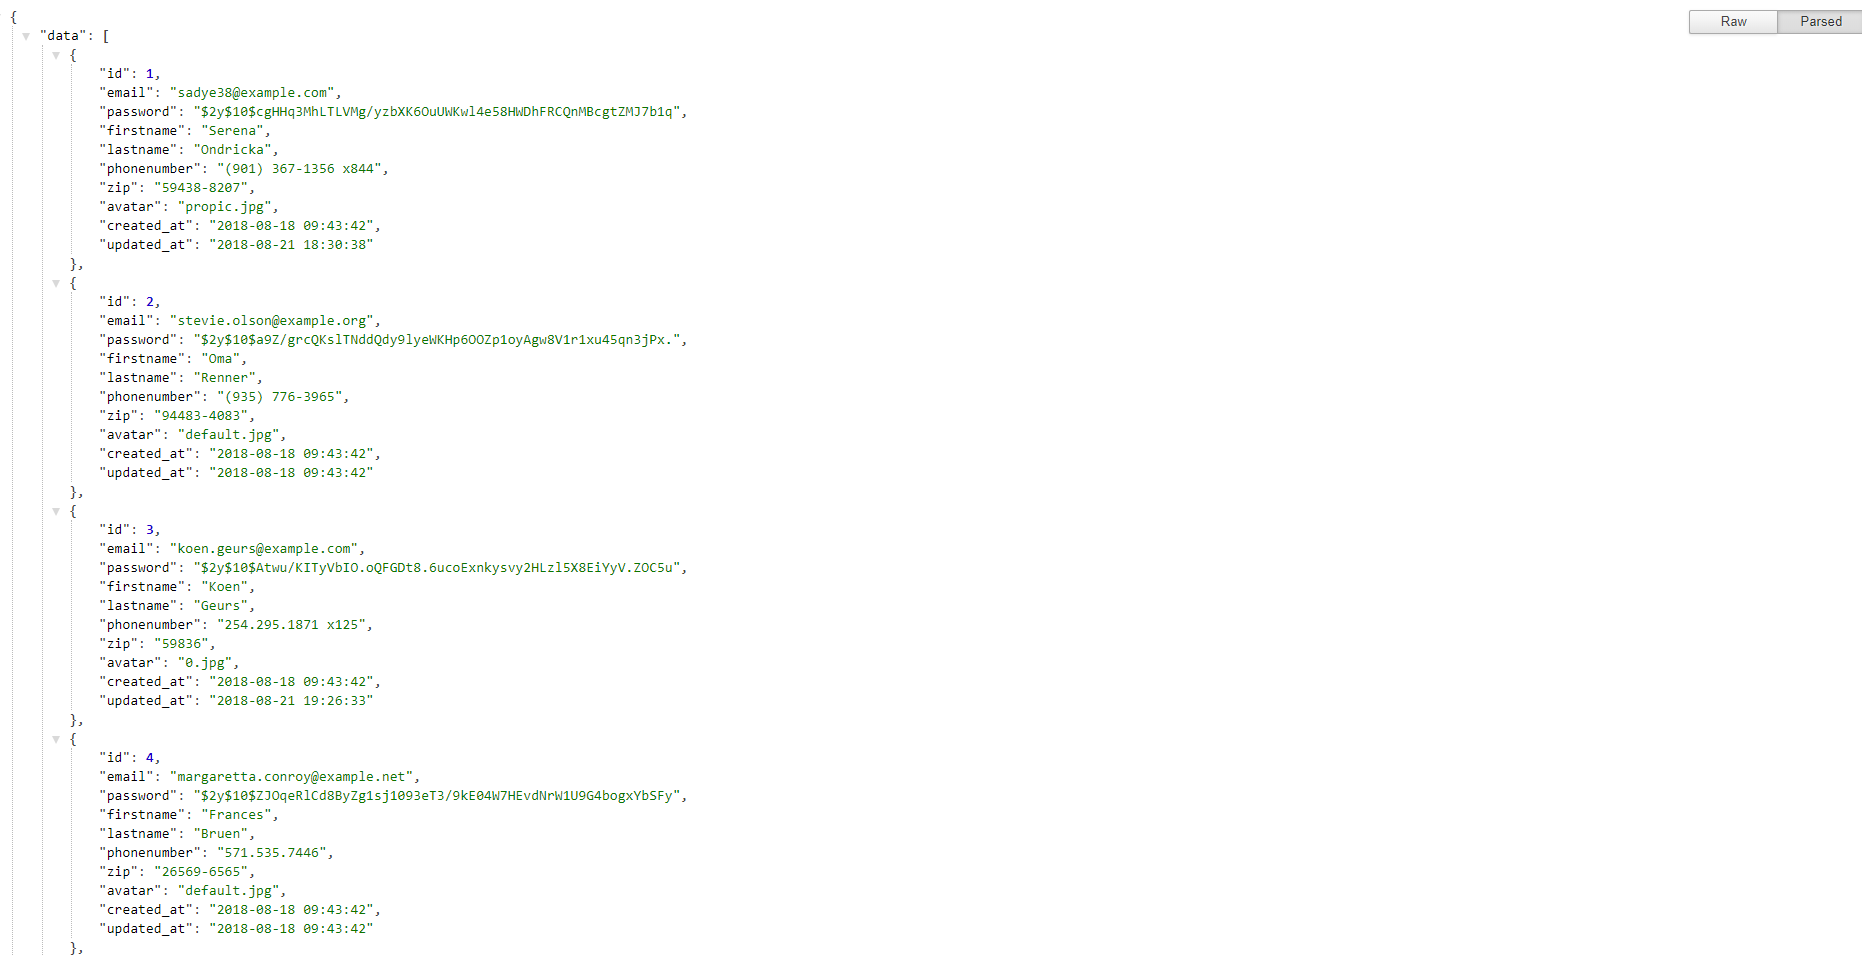 {
"data": [
{
"id": 1,
"email": "sadye38@example.com",
"password": "$2y$10$cgHHq3MhLTLVMg/yzbXK6OuUWKwl4e58HWDhFRCQnMBcgtZMJ7b1q",
"firstname": "Serena",
"lastname": "Ondricka",
"phonenumber": "(901) 367-1356 x844",
"zip": "59438-8207",
"avatar": "propic.jpg",
"created_at": "2018-08-18 09:43:42",
"updated_at": "2018-08-21 18:30:38"
},
{
"id": 2,
"email": "stevie.olson@example.org",
"password": "$2y$10$a9Z/grcQKslTNddQdy9lyeWKHp6OOZp1oyAgw8V1r1xu45qn3jPx.",
"firstname": "Oma",
"lastname": "Renner",
"phonenumber": "(935) 776-3965",
"zip": "94483-4083",
"avatar": "default.jpg",
"created_at": "2018-08-18 09:43:42",
"updated_at": "2018-08-18 09:43:42"
},
{
"id": 3,
"email": "koen.geurs@example.com",
"password": "$2y$10$Atwu/KITyVbIO.oQFGDt8.6ucoExnkysvy2HLzl5X8EiYyV.ZOC5u",
"firstname": "Koen",
"lastname": "Geurs",
"phonenumber": "254.295.1871 x125",
"zip": "59836",
"avatar": "0.jpg",
"created_at": "2018-08-18 09:43:42",
"updated_at": "2018-08-21 19:26:33"
},
{
"id": 4,
"email": "margaretta.conroy@example.net",
"password": "$2y$10$ZJOqeRlCd8ByZg1sj1093eT3/9kE04W7HEvdNrW1U9G4bogxYbSFy",
"firstname": "Frances",
"lastname": "Bruen",
"phonenumber": "571.535.7446",
"zip": "26569-6565",
"avatar": "default.jpg",
"created_at": "2018-08-18 09:43:42",
"updated_at": "2018-08-18 09:43:42"
},
Raw Parsed